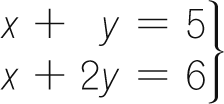 x + y = 5
x + 2y = 6